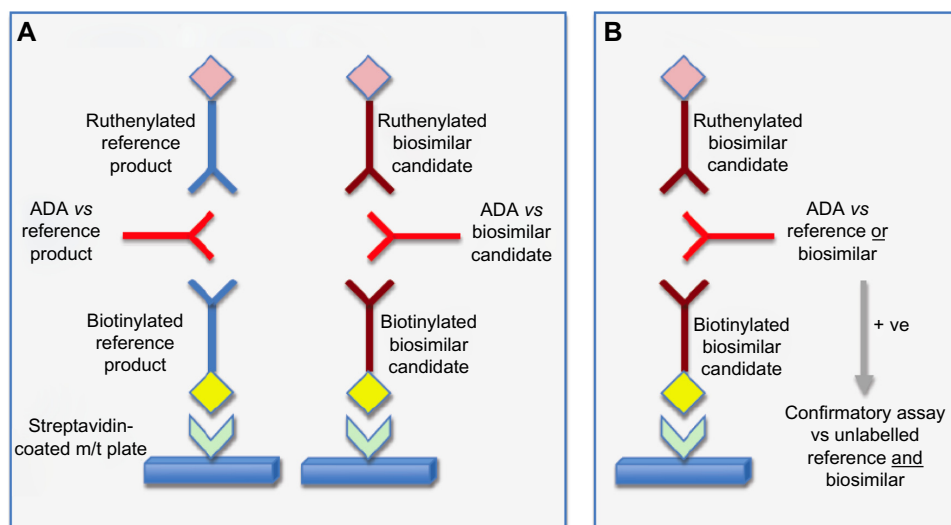 A
Ruthenylated
reference
product
Ruthenylated
biosimilar
candidate
ADA vs
reference
product
ADA vs
biosimilar
candidate
Biotinylated
reference
product
Biotinylated
biosimilar
candidate
Streptavidin-
coated m/t plate
B
Ruthenylated
biosimilar
candidate
ADA vs
reference or
biosimilar
Biotinylated
biosimilar
candidate
+ ve
Confirmatory assay
vs unlabelled
reference and
biosimilar